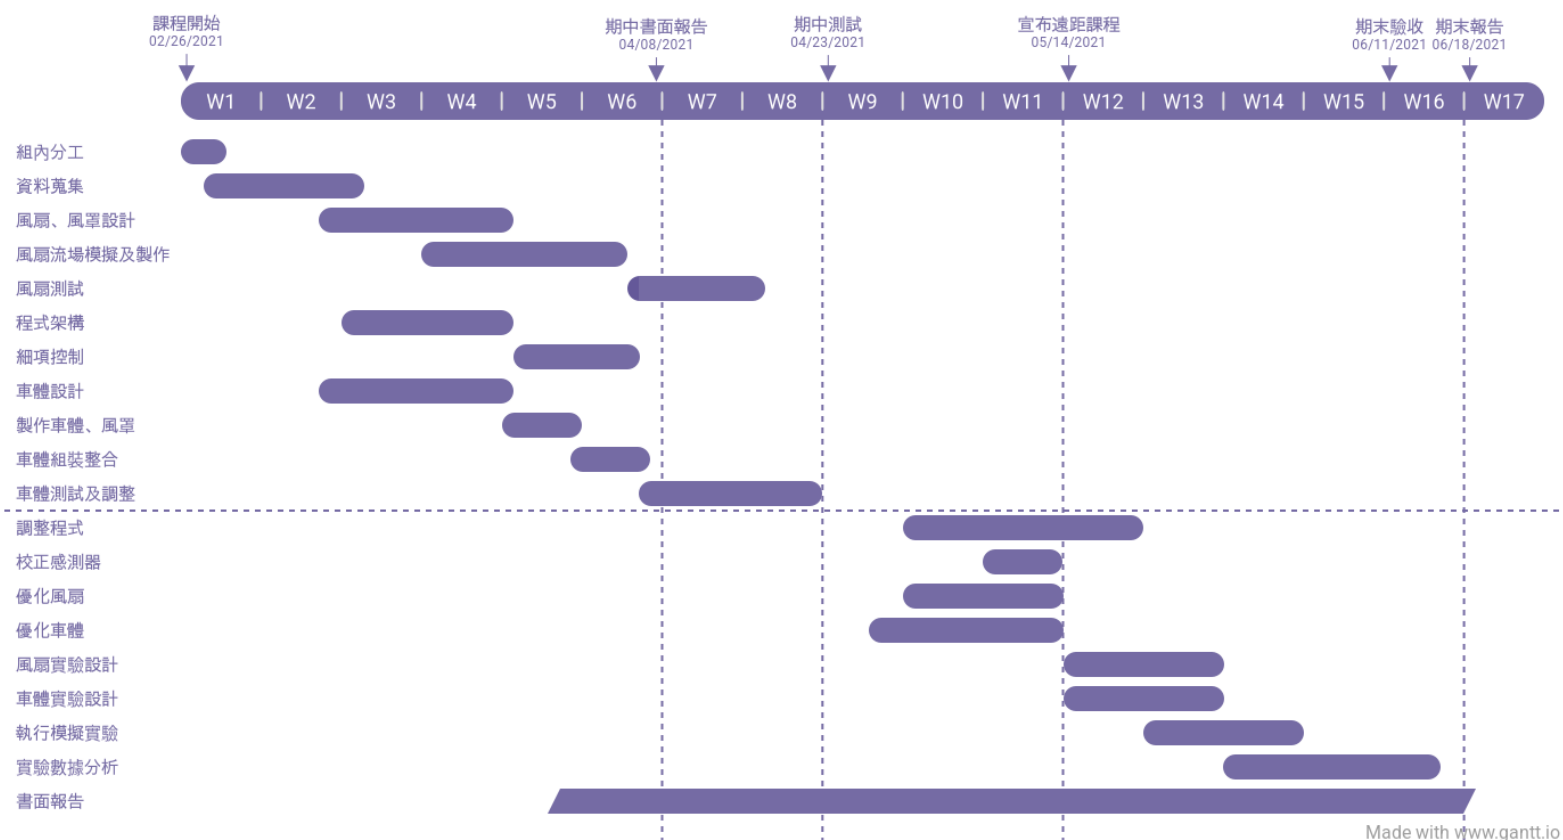 課程開始
02/26/2021
期中書面報告
04/08/2021
期中測試
04/23/2021
宣布遠距課程
05/14/2021
期末驗收
06/11/2021
期末報告
06/18/2021
W1 W2 W3 W4 W5 W6 W7 W8 W9 W10 W11 W12 W13 W14 W15 W16 W17
組內分工
資料蒐集
風扇、風罩設計
風扇流場模擬及製作
風扇測試
程式架構
細項控制
車體設計
製作車體、風罩
車體組裝整合
車體測試及調整
調整程式
校正感測器
優化風扇
優化車體
風扇實驗設計
車體實驗設計
執行模擬實驗
實驗數據分析
書面報告
Made with www.gantt.io